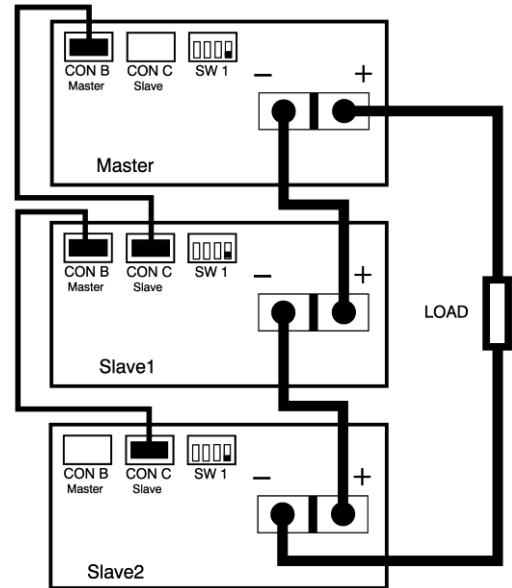 CON B CON C SW 1
Master Slave
− +
Master
CON B CON C SW 1
Master Slave
− +
LOAD
Slave1
CON B CON C SW 1
Master Slave
− +
Slave2